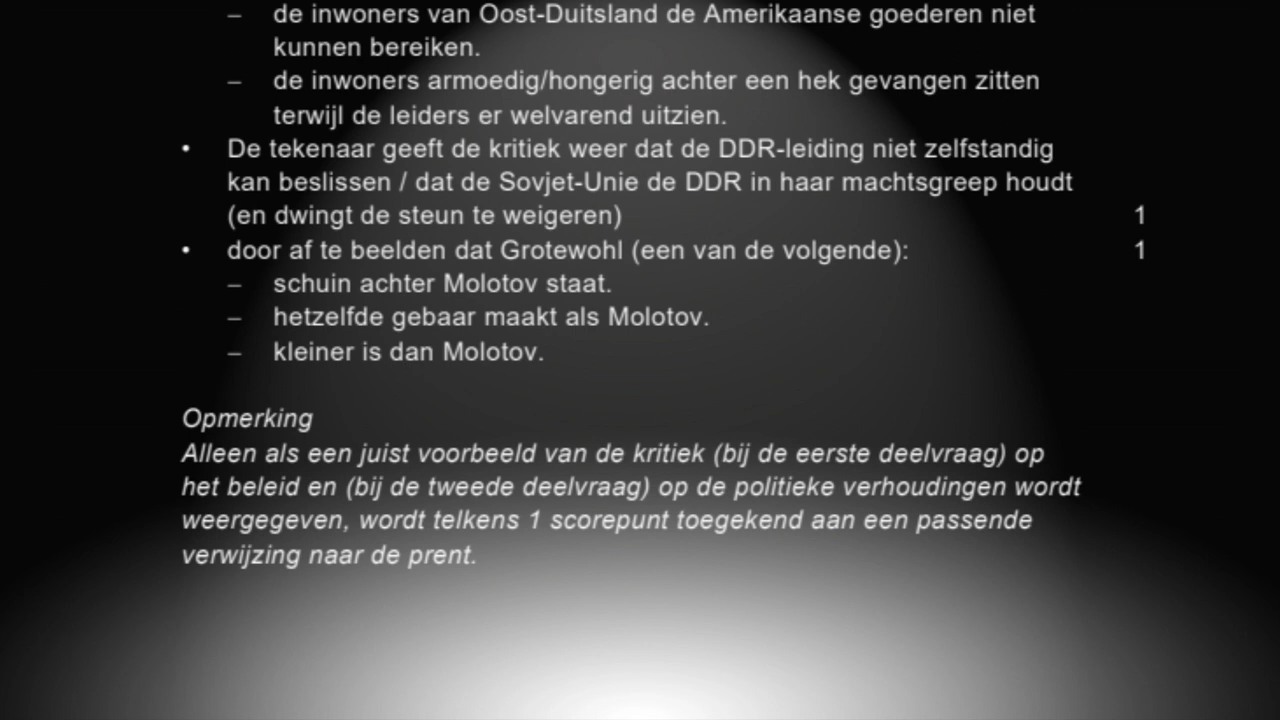 – de inwoners van Oost-Duitsland de Amerikaanse goederen niet
kunnen bereiken.
– de inwoners armoedig/hongerig achter een hek gevangen zitten
terwijl de leiders er welvarend uitzien.
• De tekenaar geeft de kritiek weer dat de DDR-leiding niet zelfstandig
kan beslissen / dat de Sovjet-Unie de DDR in haar machtsgreep houdt
(en dwingt de steun te weigeren) 1
• door af te beelden dat Grotewohl (een van de volgende): 1
– schuin achter Molotov staat.
– hetzelfde gebaar maakt als Molotov.
– kleiner is dan Molotov.
Opmerking
Alleen als een juist voorbeeld van de kritiek (bij de eerste deelvraag) op
het beleid en (bij de tweede deelvraag) op de politieke verhoudingen wordt
weergegeven, wordt telkens 1 scorepunt toegekend aan een passende
verwijzing naar de prent.